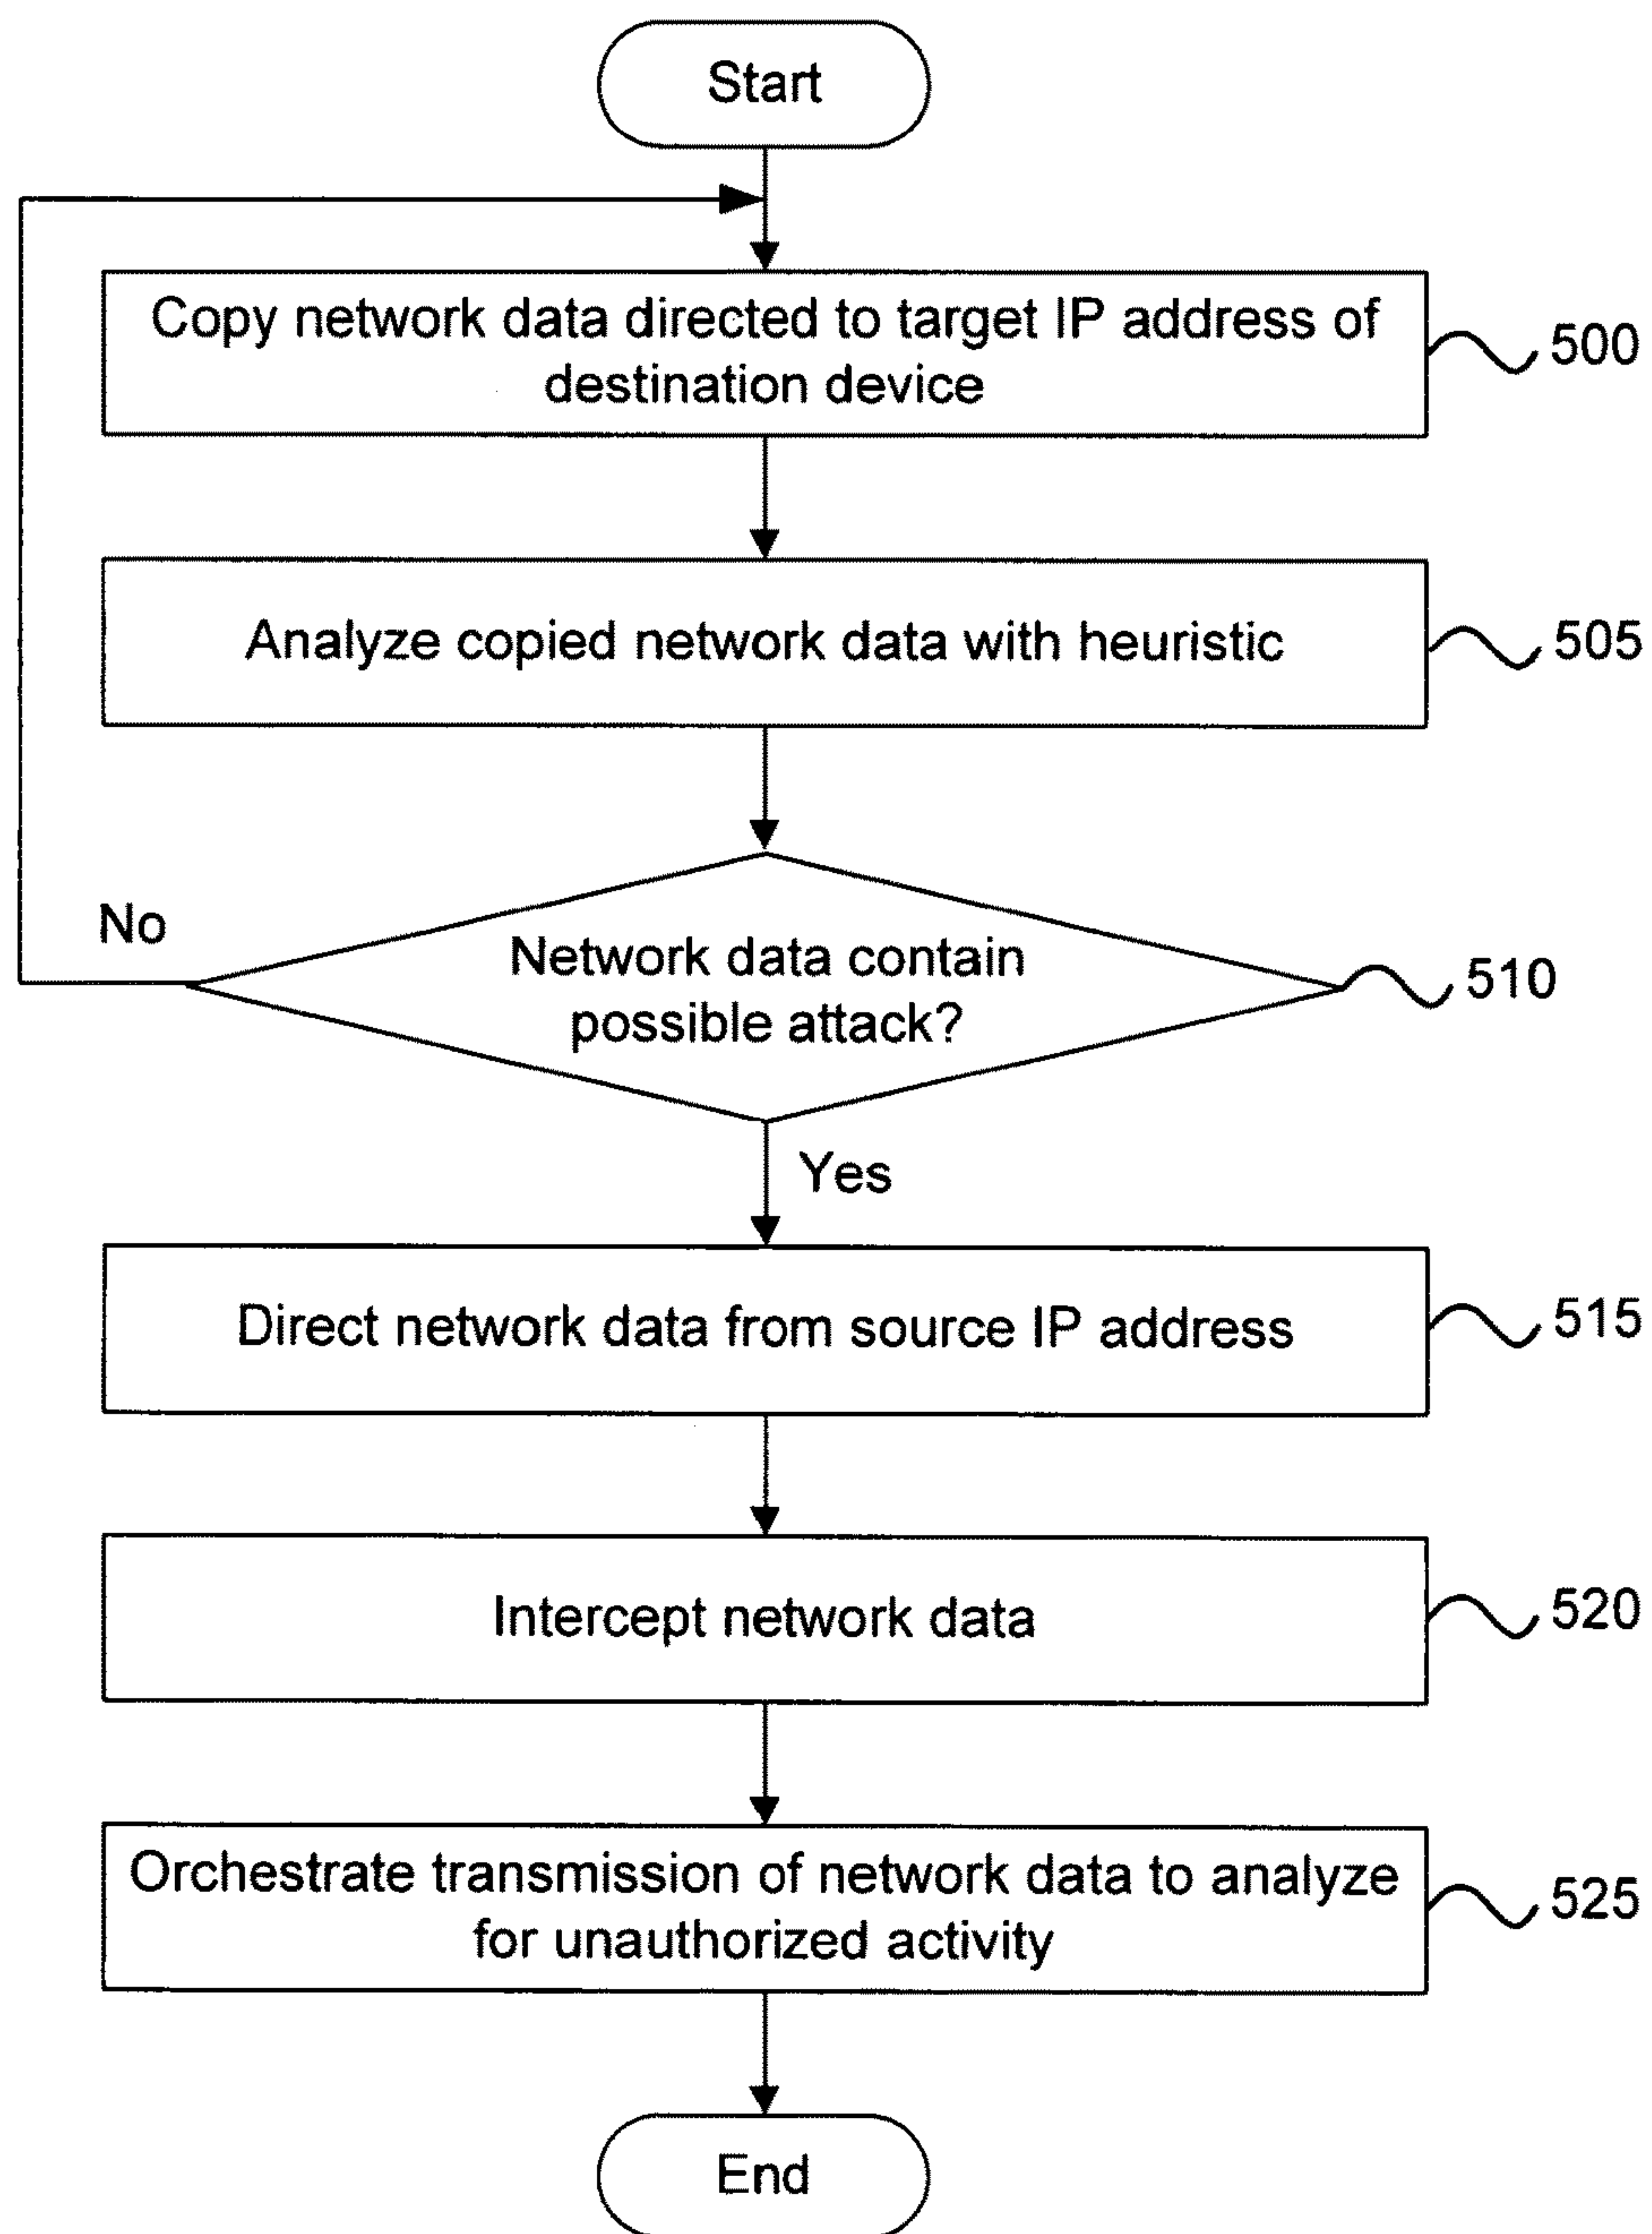 Start
Copy network data directed to target IP address of
destination device
500
Analyze copied network data with heuristic
505
No
Network data contain
possible attack?
510
Yes
Direct network data from source IP address
515
Intercept network data
520
Orchestrate transmission of network data to analyze
for unauthorized activity
525
End